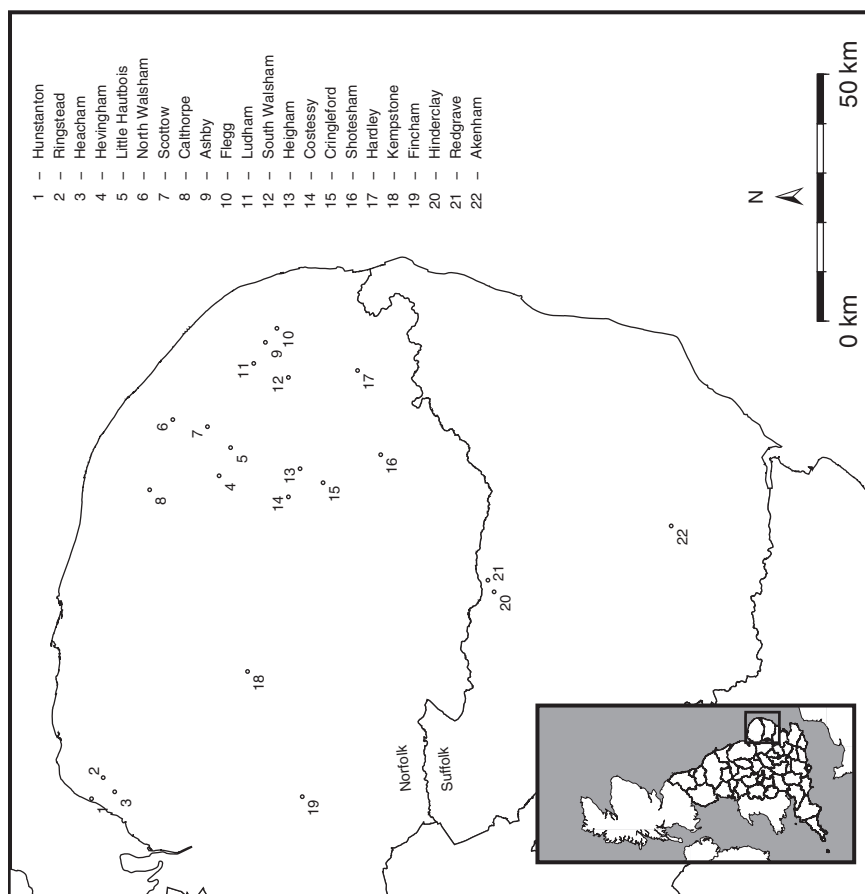 1 – Hunstanton
2 – Ringstead
3 – Heacham
4 – Hevingham
5 – Little Hautbois
6 – North Walsham
7 – Scottow
8 – Calthorpe
9 – Ashby
10 – Flegg
11 – Ludham
12 – South Walsham
13 – Heigham
14 – Costessy
15 – Cringleford
16 – Shotesham
17 – Hardley
18 – Kempstone
19 – Fincham
20 – Hinderclay
21 – Redgrave
22 – Akenham
1
2
3
8
6
7
4
5
11
9
10
12
14
13
15
17
16
18
19
Norfolk
Suffolk
20
21
22
N
0 km
50 km